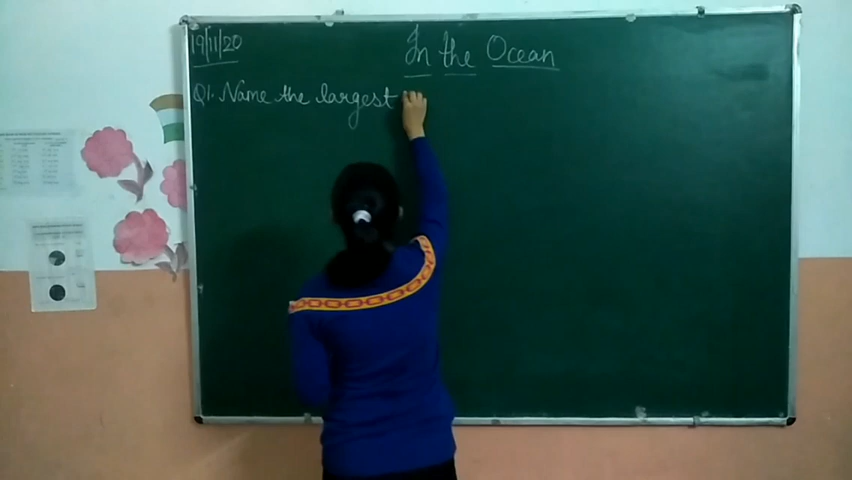 19/11/20
In the Ocean
Q1. Name the largest